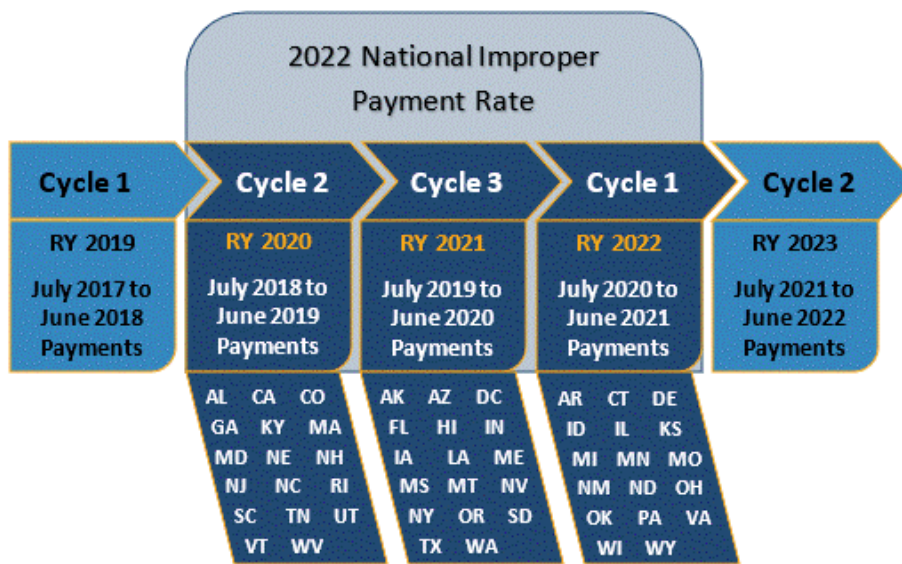 2022 National Improper
Payment Rate
Cycle 1
Cycle 2
Cycle 3
Cycle 1
Cycle 2
RY 2019
July 2017 to
June 2018
Payments
RY 2020
July 2018 to
June 2019
Payments
RY 2021
July 2019 to
June 2020
Payments
RY 2022
July 2020 to
June 2021
Payments
RY 2023
July 2021 to
June 2022
Payments
AL CA CO
GA KY MA
MD NE NH
NJ NC RI
SC TN UT
VT WV
AK AZ DC
FL HI IN
IA LA ME
MS MT NV
NY OR SD
TX WA
AR CT DE
ID IL KS
MI MN MO
NM ND OH
OK PA VA
WI WY